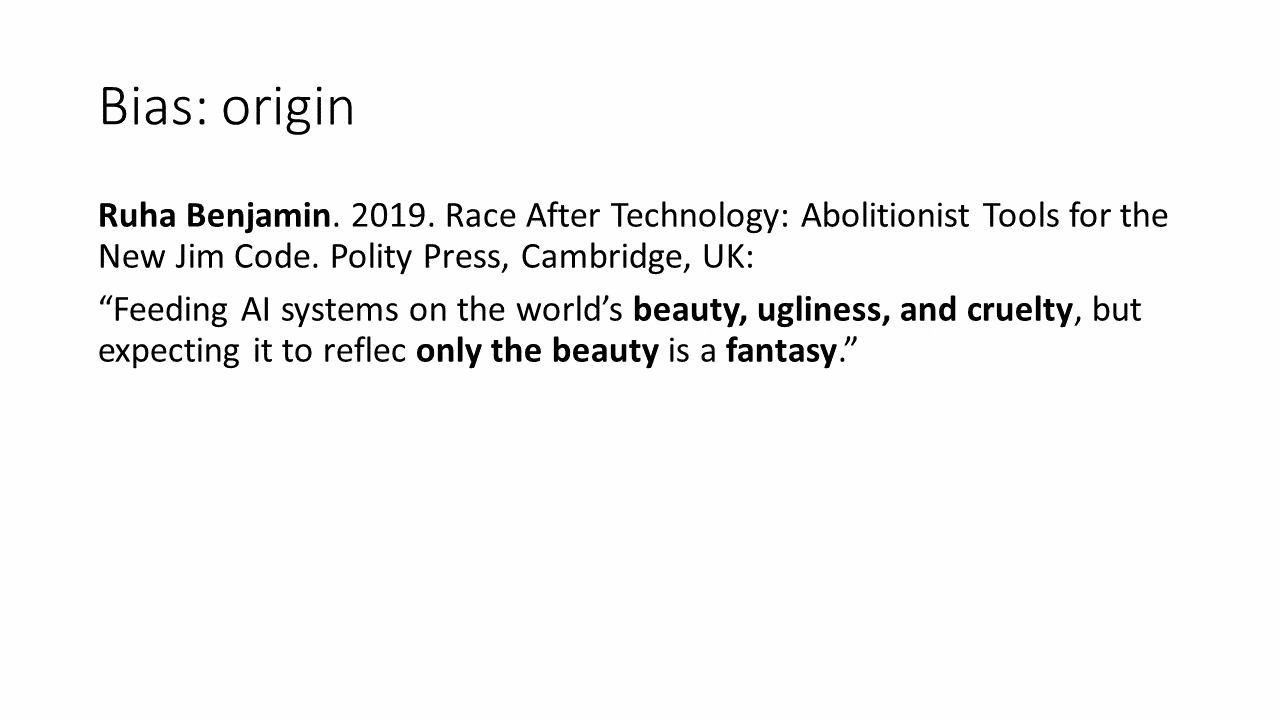 Bias: origin
Ruha Benjamin. 2019. Race After Technology: Abolitionist Tools for the
New Jim Code. Polity Press, Cambridge, UK:
“Feeding AI systems on the world’s beauty, ugliness, and cruelty, but
expecting it to reflec only the beauty is a fantasy.”